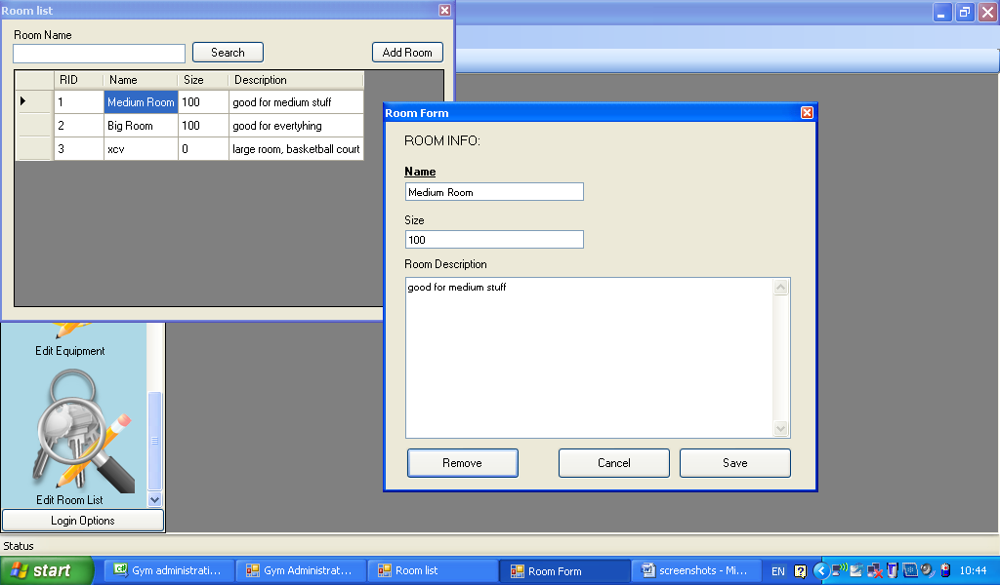 Room list
Room Name
Search
Add Room
RID Name Size Description
1 Medium Room 100 good for medium stuff
2 Big Room 100 good for evertyhing
3 xcv 0 large room, basketball court
Room Form
ROOM INFO:
Name
Medium Room
Size
100
Room Description
good for medium stuff
Remove Cancel Save
Edit Equipment
Edit Room List
Login Options
Status
start
Gym administrati...
Gym Administrat...
Room list
Room Form
screenshots - Mi...
EN
10:44